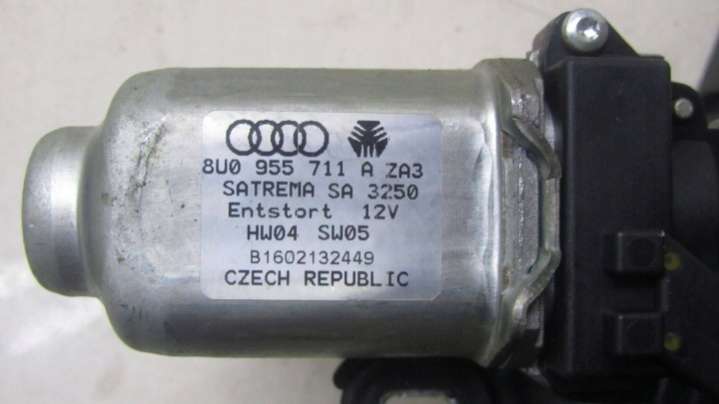 8U0 955 711 A ZA3
SATREMA SA 3250
Entstort 12V
HW04 SW05
B1602132449
CZECH REPUBLIC